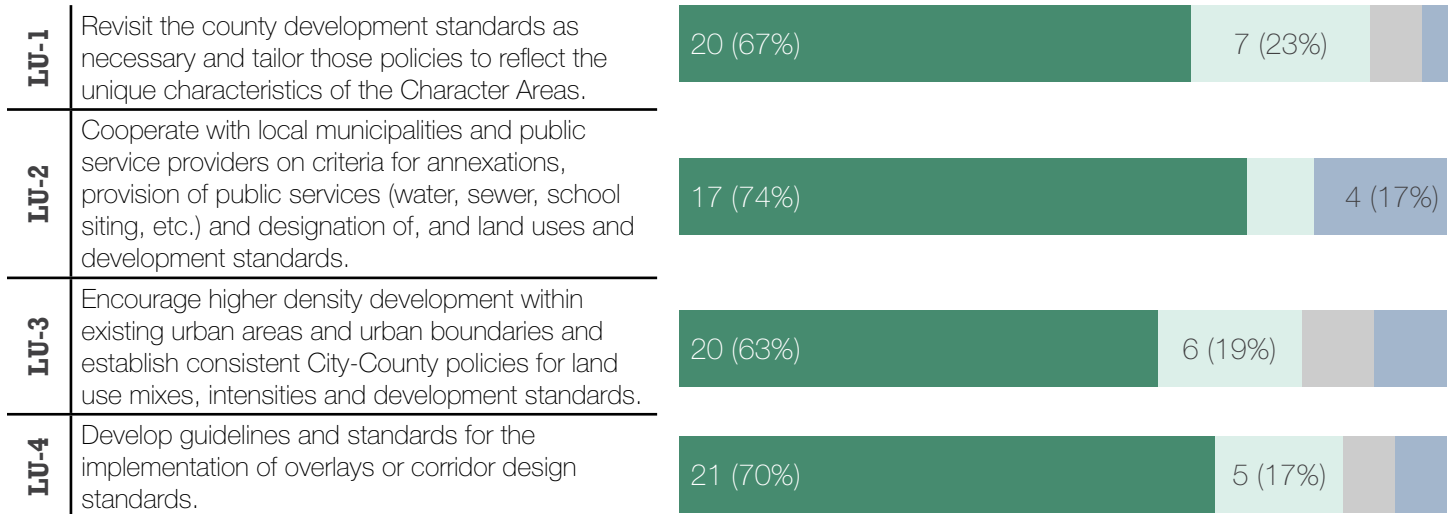 LU-1
Revisit the county development standards as
necessary and tailor those policies to reflect the
unique characteristics of the Character Areas.
20 (67%)
7 (23%)
LU-2
Cooperate with local municipalities and public
service providers on criteria for annexations,
provision of public services (water, sewer, school
siting, etc.) and designation of, and land uses and
development standards.
17 (74%)
4 (17%)
LU-3
Encourage higher density development within
existing urban areas and urban boundaries and
establish consistent City-County policies for land
use mixes, intensities and development standards.
20 (63%)
6 (19%)
LU-4
Develop guidelines and standards for the
implementation of overlays or corridor design
standards.
21 (70%)
5 (17%)